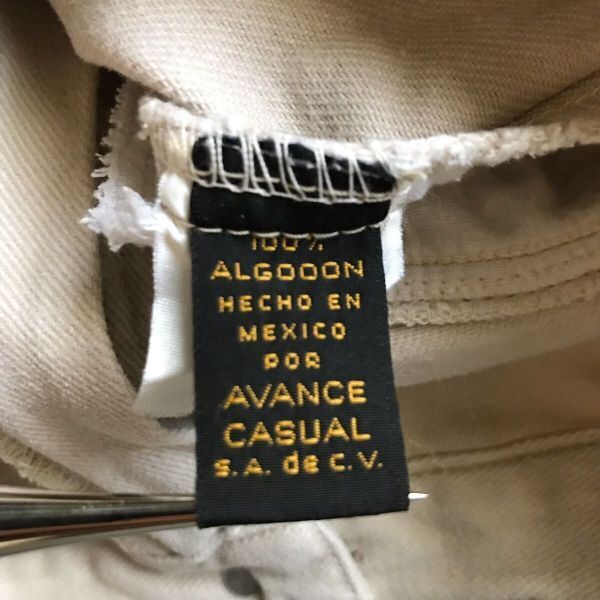 100%
ALGOOON
HECHO EN
MEXICO
POR
AVANCE
CASUAL
S.A. de C.V.